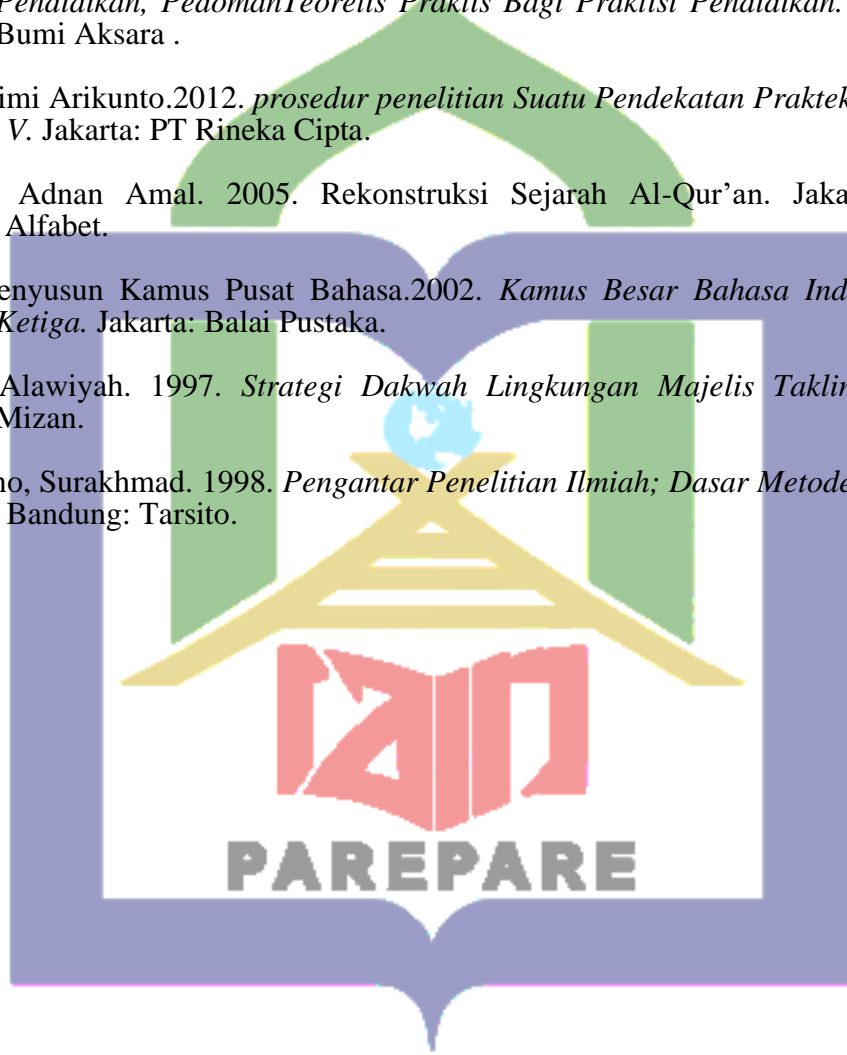 Pendidikan, PedomanTeoretis Praktis Bagi Praktisi Pendidikan.
Bumi Aksara .
imi Arikunto.2012. prosedur penelitian Suatu Pendekatan Praktek
V. Jakarta: PT Rineka Cipta.
Adnan Amal. 2005. Rekonstruksi Sejarah Al-Qur’an. Jaka
Alfabet.
enyusun Kamus Pusat Bahasa.2002. Kamus Besar Bahasa Ind
Ketiga. Jakarta: Balai Pustaka.
Alawiyah. 1997. Strategi Dakwah Lingkungan Majelis Taklim
Mizan.
no, Surakhmad. 1998. Pengantar Penelitian Ilmiah; Dasar Metode
Bandung: Tarsito.
iain
PAREPARE